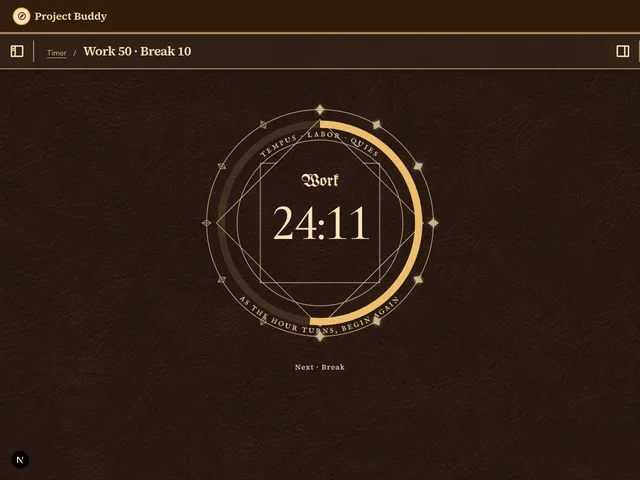 Project Buddy
Timer / Work 50 · Break 10
TEMPUS · LABOR · QUIES
Work
24:11
AS THE HOUR TURNS, BEGIN AGAIN
Next · Break
N